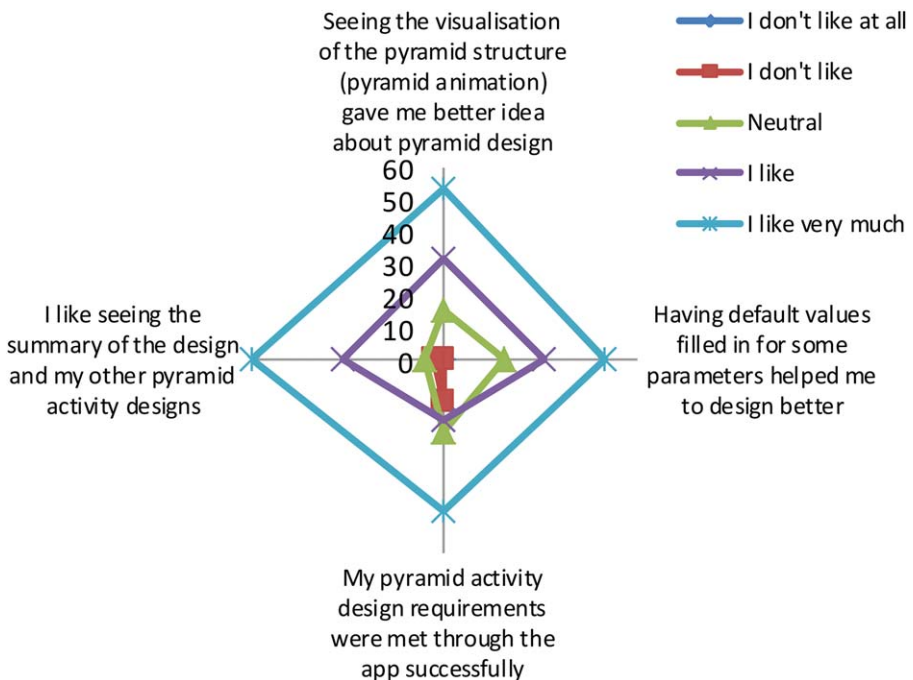 Seeing the visualisation
of the pyramid structure
(pyramid animation)
gave me better idea
about pyramid design
I don't like at all
I don't like
Neutral
I like
I like very much
60
50
40
30
20
10
0
I like seeing the
summary of the design
and my other pyramid
activity designs
Having default values
filled in for some
parameters helped me
to design better
My pyramid activity
design requirements
were met through the
app successfully